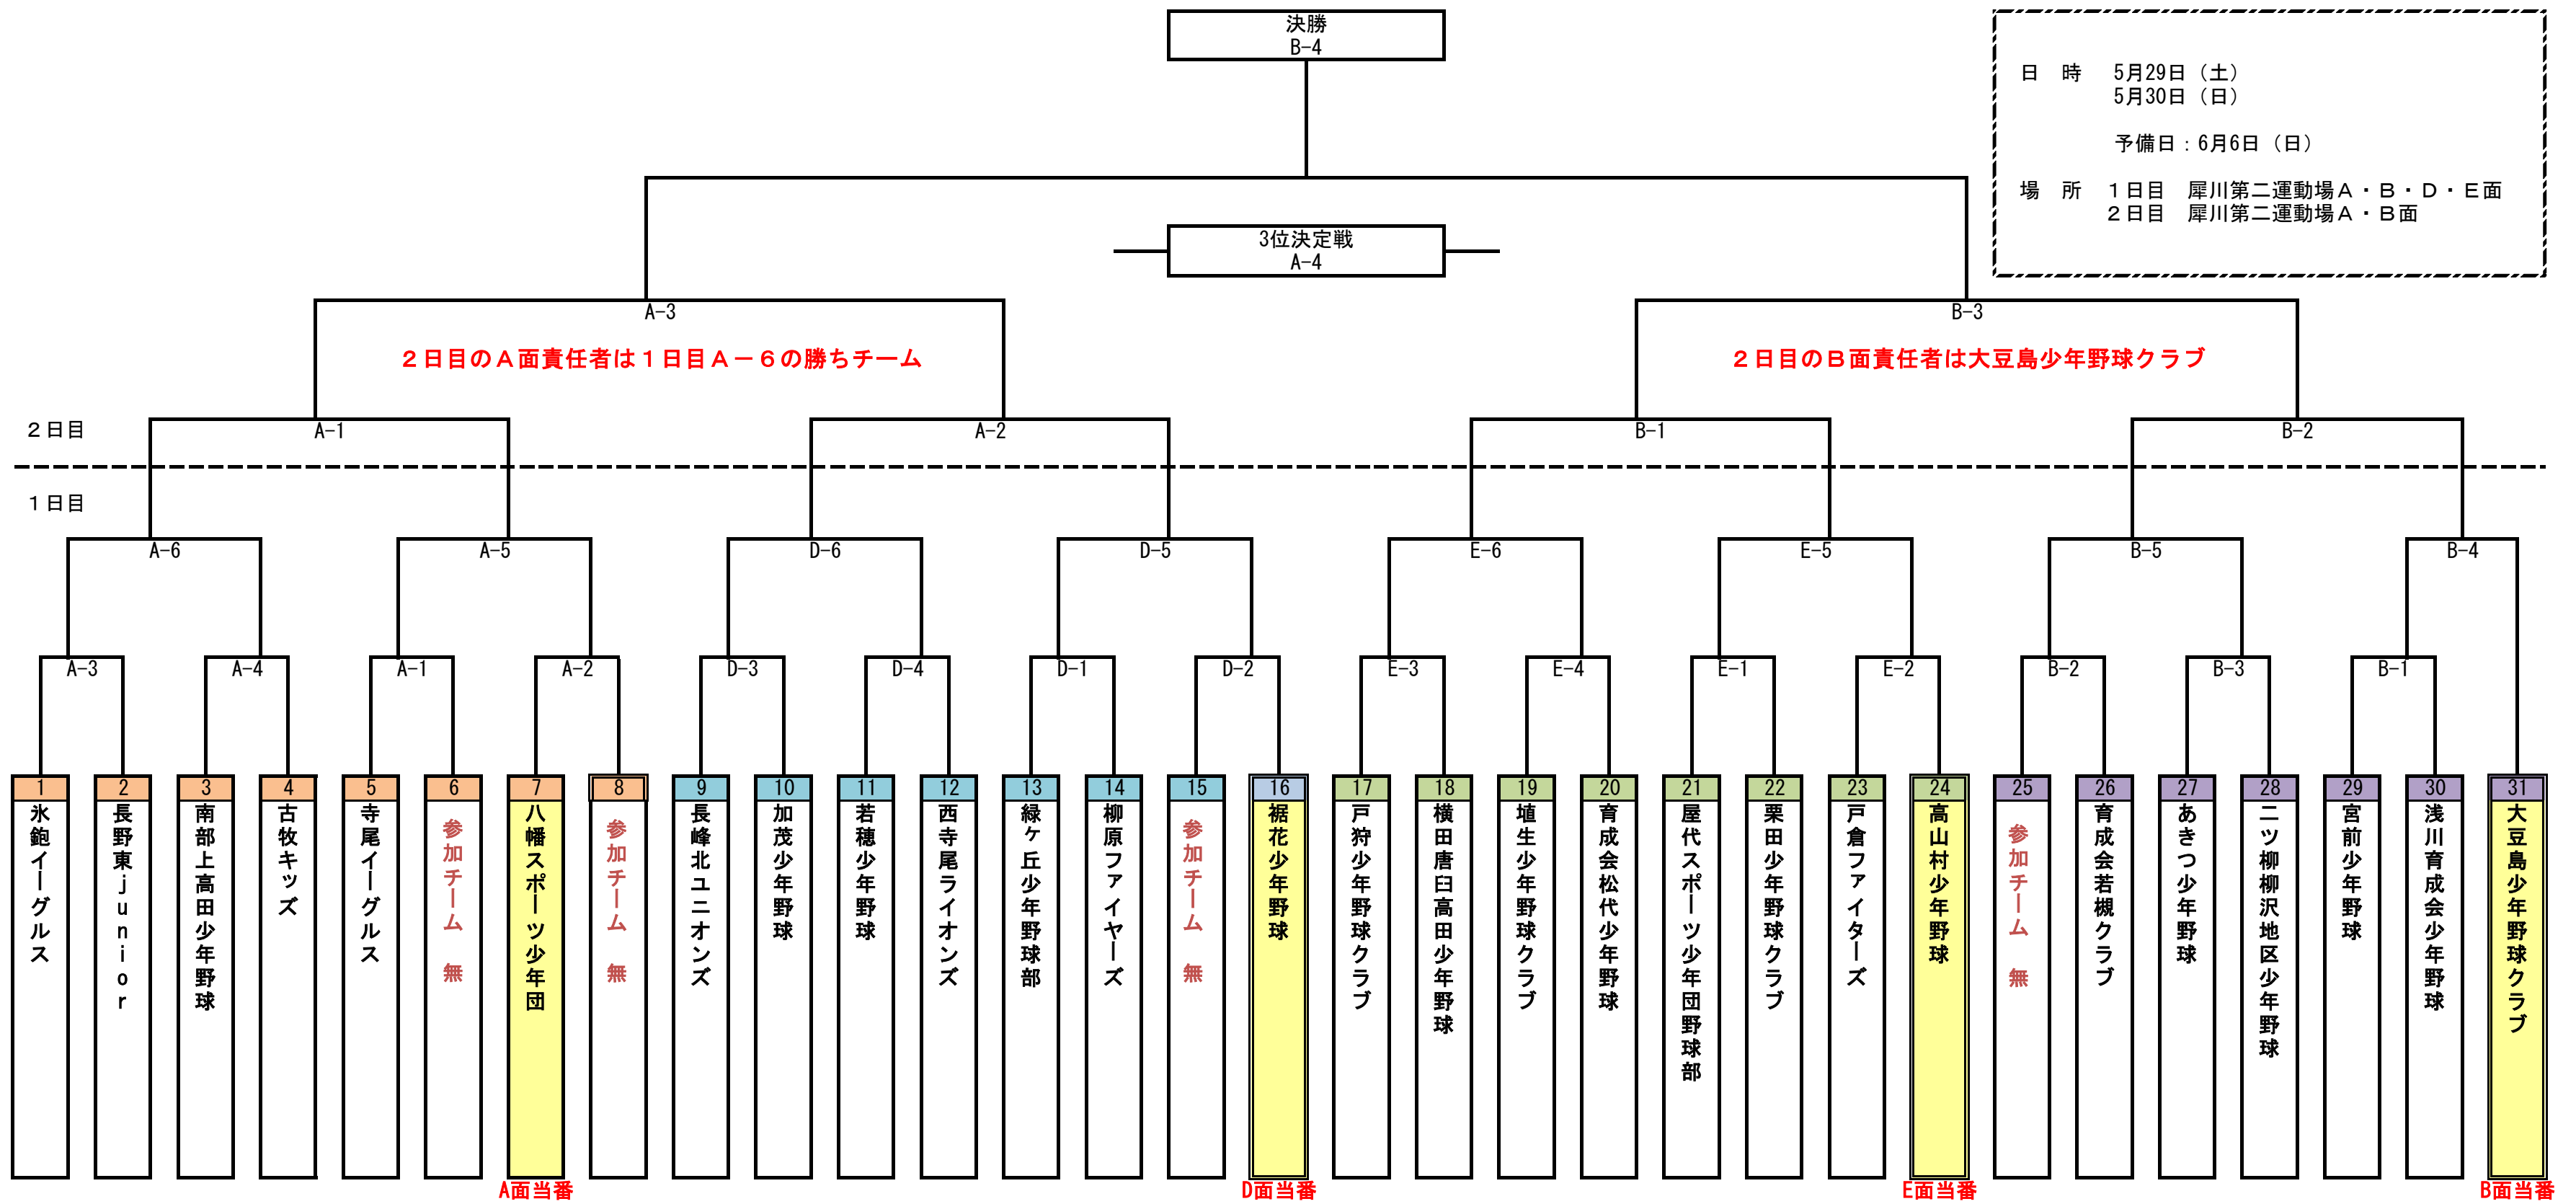 決勝
B-4
日　時　5月29日（土）
5月30日（日）
予備日：6月6日（日）
場　所　１日目　犀川第二運動場Ａ・Ｂ・Ｄ・Ｅ面
２日目　犀川第二運動場Ａ・Ｂ面
3位決定戦
A-4
A-3
B-3
２日目のＡ面責任者は１日目Ａ－６の勝ちチーム
２日目のＢ面責任者は大豆島少年野球クラブ
２日目
A-1
A-2
B-1
B-2
１日目
A-6
A-5
D-6
D-5
E-6
E-5
B-5
B-4
A-3
A-4
A-1
A-2
D-3
D-4
D-1
D-2
E-3
E-4
E-1
E-2
B-2
B-3
B-1
1
氷鉋イーグルス
2
長野東ｊｕｎｉｏｒ
3
南部上高田少年野球
4
古牧キッズ
5
寺尾イーグルス
6
参加チーム　無
7
八幡スポーツ少年団
8
参加チーム　無
9
長峰北ユニオンズ
10
加茂少年野球
11
若穂少年野球
12
西寺尾ライオンズ
13
緑ヶ丘少年野球部
14
柳原ファイヤーズ
15
参加チーム　無
16
裾花少年野球
17
戸狩少年野球クラブ
18
横田唐臼高田少年野球
19
埴生少年野球クラブ
20
育成会松代少年野球
21
屋代スポーツ少年団野球部
22
栗田少年野球クラブ
23
戸倉ファイターズ
24
高山村少年野球
25
参加チーム　無
26
育成会若槻クラブ
27
あきつ少年野球
28
二ツ柳柳沢地区少年野球
29
宮前少年野球
30
浅川育成会少年野球
31
大豆島少年野球クラブ
A面当番
D面当番
E面当番
B面当番